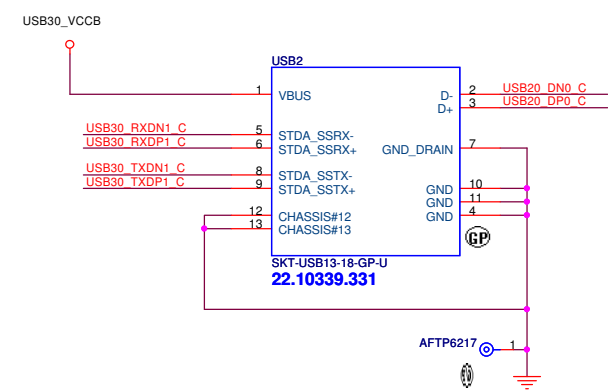 USB30_VCCB
USB2
1 VBUS D- 2 USB20_DN0_C
D+ 3 USB20_DP0_C
USB30_RXDN1_C 5 STDA_SSRX-
USB30_RXDP1_C 6 STDA_SSRX+ GND_DRAIN 7
USB30_TXDN1_C 8 STDA_SSTX-
USB30_TXDP1_C 9 STDA_SSTX+ GND 10
GND 11
12 CHASSIS#12 GND 4
13 CHASSIS#13
GP
SKT-USB13-18-GP-U
22.10339.331
AFTP6217 1